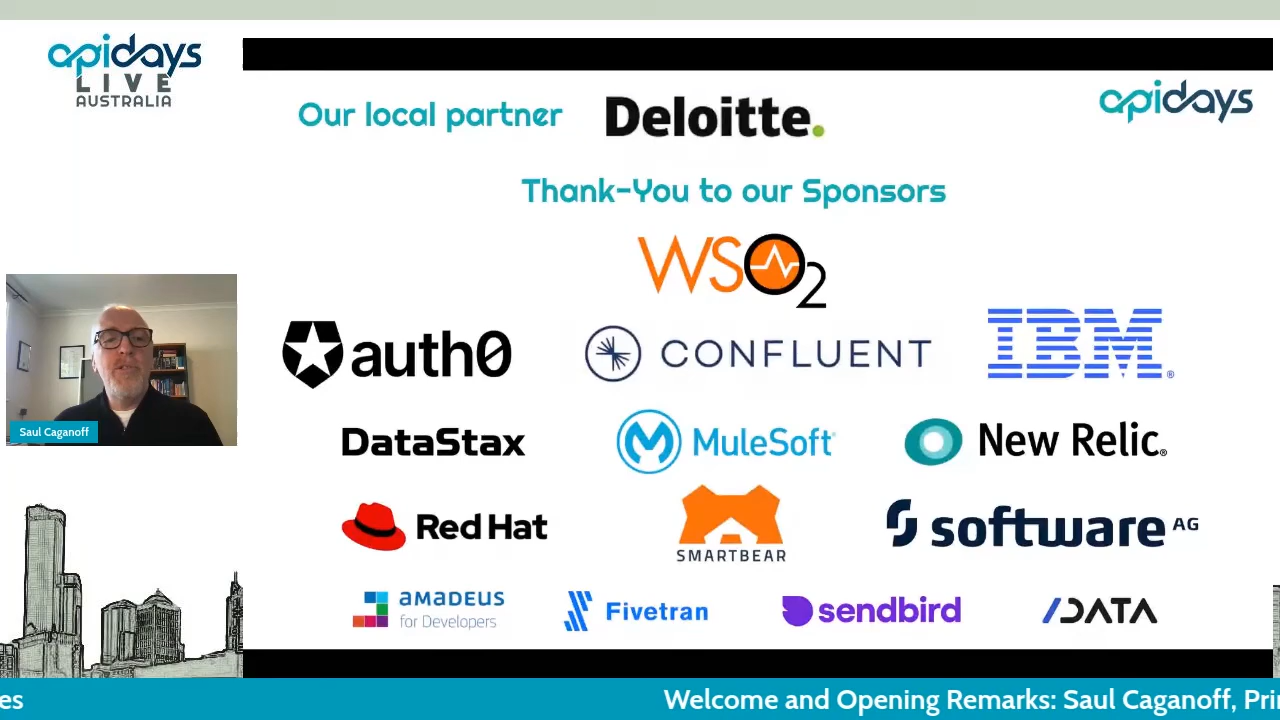 apidays
LIVE
AUSTRALIA
Our local partner
Deloitte.
apidays
Thank-You to our Sponsors
WSO2
auth0
CONFLUENT
IBM®
DataStax
MuleSoft®
New Relic®
Red Hat
SMARTBEAR
software AG
amadeus
for Developers
Fivetran
sendbird
/DATA
Saul Caganoff
es
Welcome and Opening Remarks: Saul Caganoff, Pri